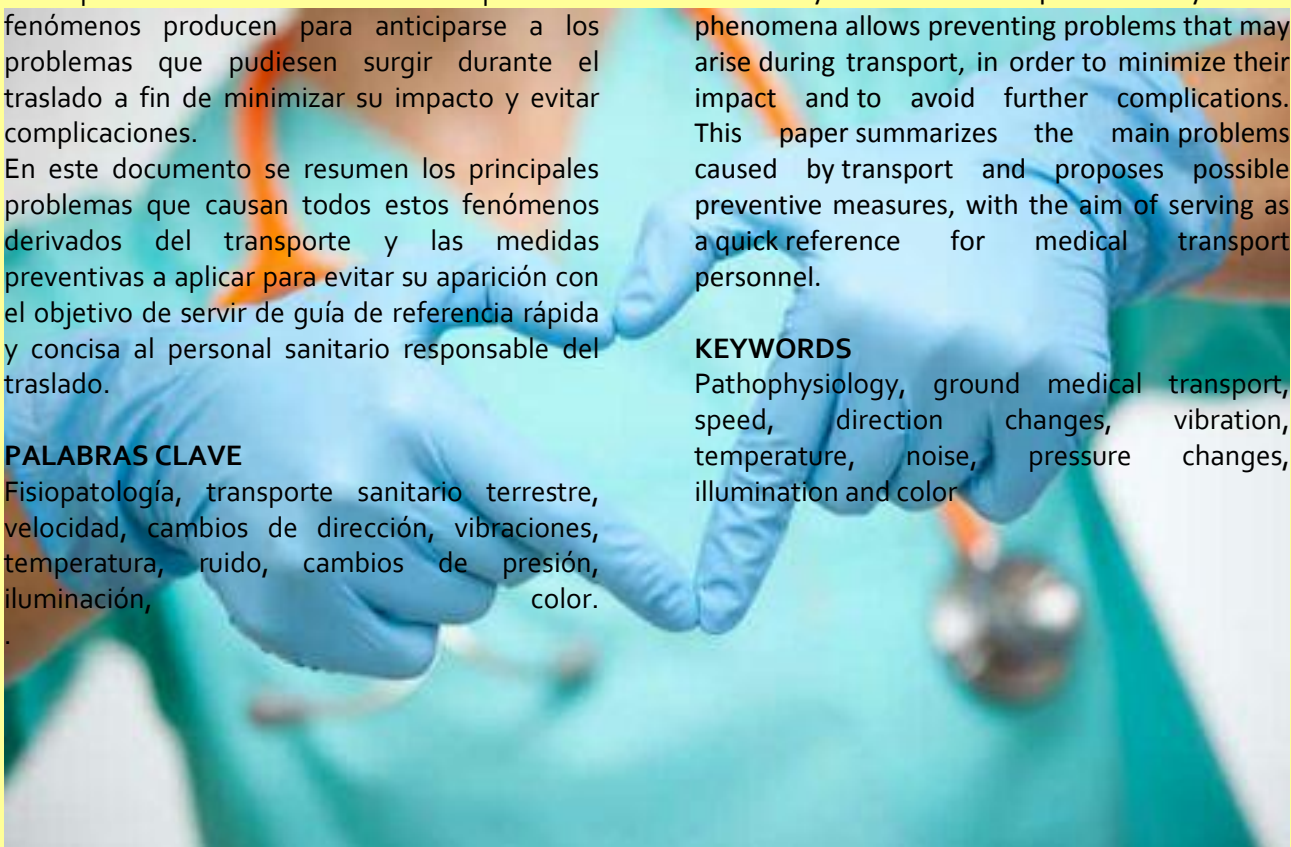 fenómenos producen para anticiparse a los
problemas que pudiesen surgir durante el
traslado a fin de minimizar su impacto y evitar
complicaciones.
En este documento se resumen los principales
problemas que causan todos estos fenómenos
derivados del transporte y las medidas
preventivas a aplicar para evitar su aparición con
el objetivo de servir de guía de referencia rápida
y concisa al personal sanitario responsable del
traslado.
PALABRAS CLAVE
Fisiopatología, transporte sanitario terrestre,
velocidad, cambios de dirección, vibraciones,
temperatura, ruido, cambios de presión,
iluminación, color.
.
phenomena allows preventing problems that may
arise during transport, in order to minimize their
impact and to avoid further complications.
This paper summarizes the main problems
caused by transport and proposes possible
preventive measures, with the aim of serving as
a quick reference for medical transport
personnel.
KEYWORDS
Pathophysiology, ground medical transport,
speed, direction changes, vibration,
temperature, noise, pressure changes,
illumination and color